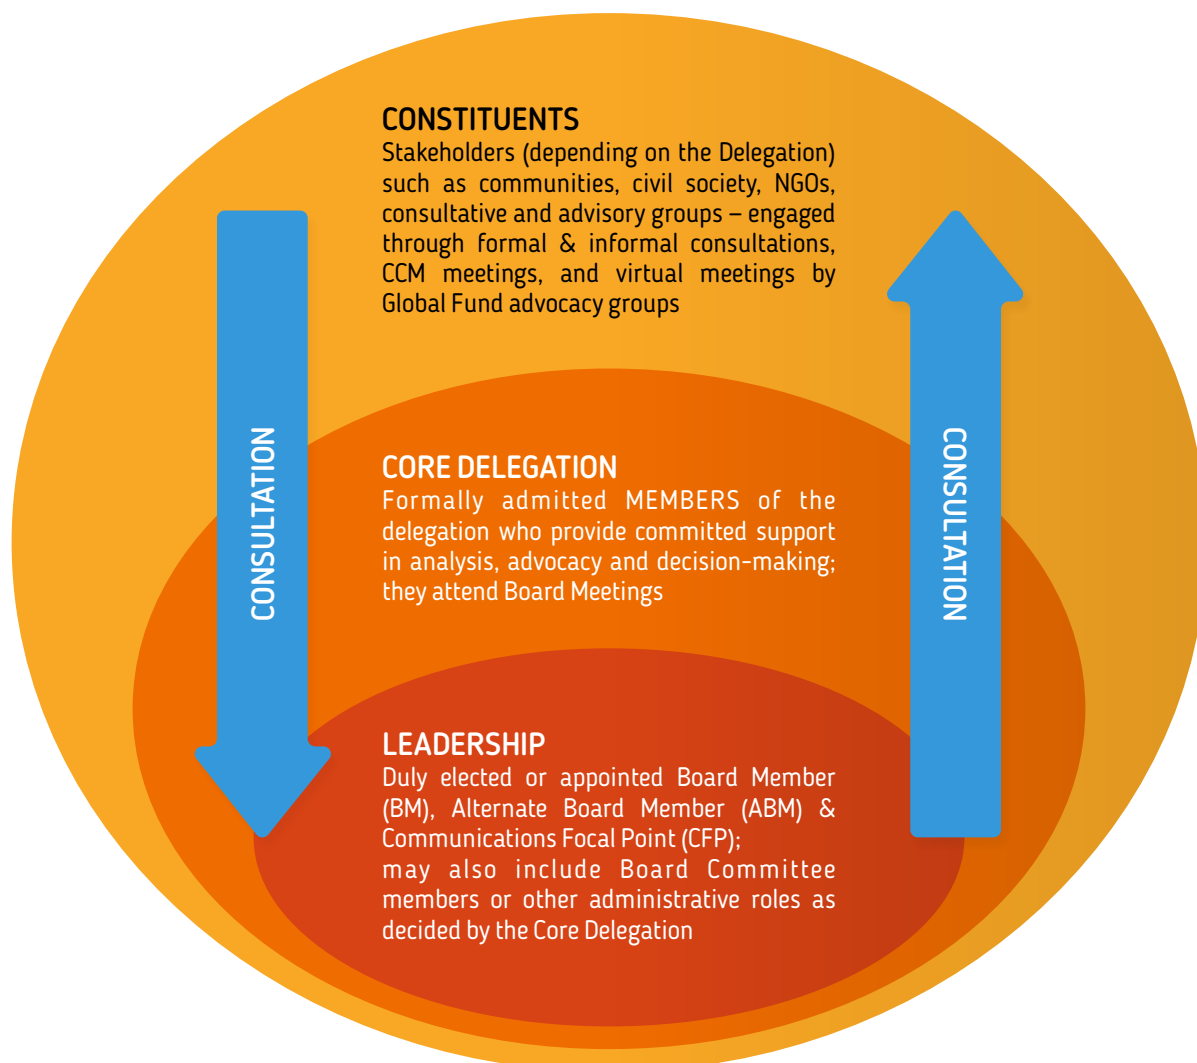 CONSTITUENTS
Stakeholders (depending on the Delegation)
such as communities, civil society, NGOs,
consultative and advisory groups – engaged
through formal & informal consultations,
CCM meetings, and virtual meetings by
Global Fund advocacy groups
CONSULTATION
CONSULTATION
CORE DELEGATION
Formally admitted MEMBERS of the
delegation who provide committed support
in analysis, advocacy and decision-making;
they attend Board Meetings
LEADERSHIP
Duly elected or appointed Board Member
(BM), Alternate Board Member (ABM) &
Communications Focal Point (CFP);
may also include Board Committee
members or other administrative roles as
decided by the Core Delegation